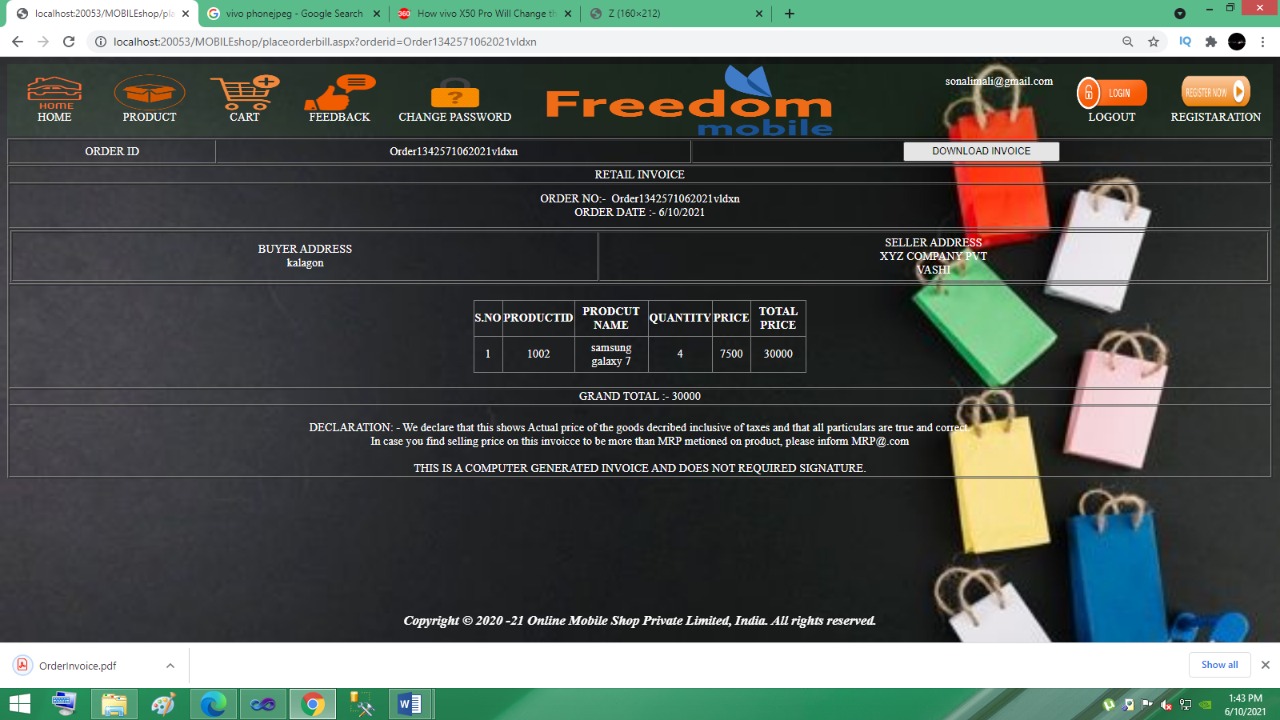 localhost:20053/MOBILEshop/pla
vivo phonejpeg - Google Search
How vivo X50 Pro Will Change th
Z (160×212)
localhost:20053/MOBILEshop/placeorderbill.aspx?orderid=Order1342571062021vldxn
HOME
HOME
PRODUCT
CART
FEEDBACK
?
CHANGE PASSWORD
Freedom
mobile
sonalimali@gmail.com
LOGIN
LOGOUT
REGISTER NOW
REGISTARATION
ORDER ID
Order1342571062021vldxn
DOWNLOAD INVOICE
RETAIL INVOICE
ORDER NO:- Order1342571062021vldxn
ORDER DATE :- 6/10/2021
BUYER ADDRESS
kalagon
SELLER ADDRESS
XYZ COMPANY PVT
VASHI
S.NO PRODUCTID PRODCUT NAME QUANTITY PRICE TOTAL PRICE
1 1002 samsung galaxy 7 4 7500 30000
GRAND TOTAL :- 30000
DECLARATION: - We declare that this shows Actual price of the goods decribed inclusive of taxes and that all particulars are true and correct
In case you find selling price on this invoicce to be more than MRP metioned on product, please inform MRP@.com
THIS IS A COMPUTER GENERATED INVOICE AND DOES NOT REQUIRED SIGNATURE.
Copyright © 2020 -21 Online Mobile Shop Private Limited, India. All rights reserved.
OrderInvoice.pdf
Show all
1:43 PM
6/10/2021